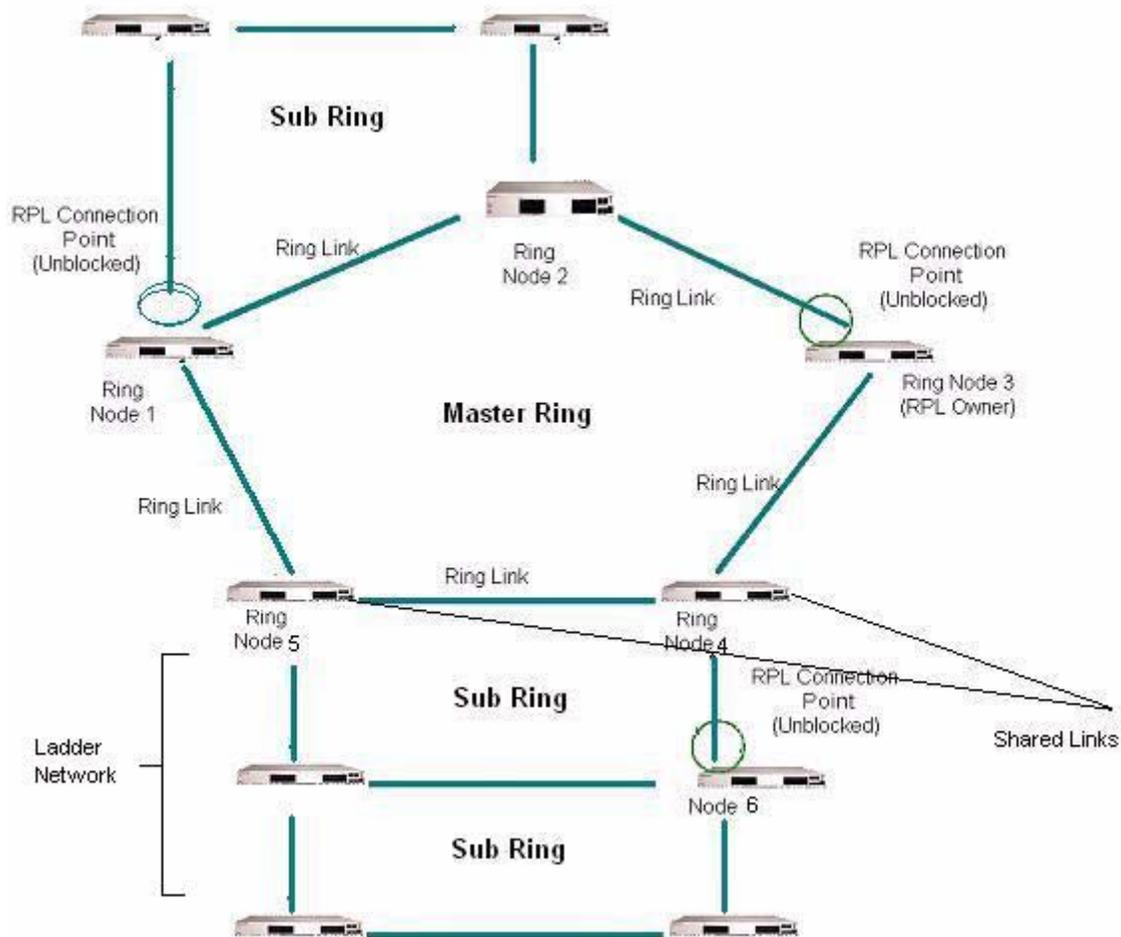 Sub Ring
RPL Connection
Point
(Unblocked)
Ring Link
Ring
Node 2
Ring Link
RPL Connection
Point
(Unblocked)
Ring
Node 1
Ring Node 3
(RPL Owner)
Master Ring
Ring Link
Ring Link
Ring Link
Ring
Node 5
Ring
Node 4
Sub Ring
RPL Connection
Point
(Unblocked)
Shared Links
Ladder
Network
Node 6
Sub Ring